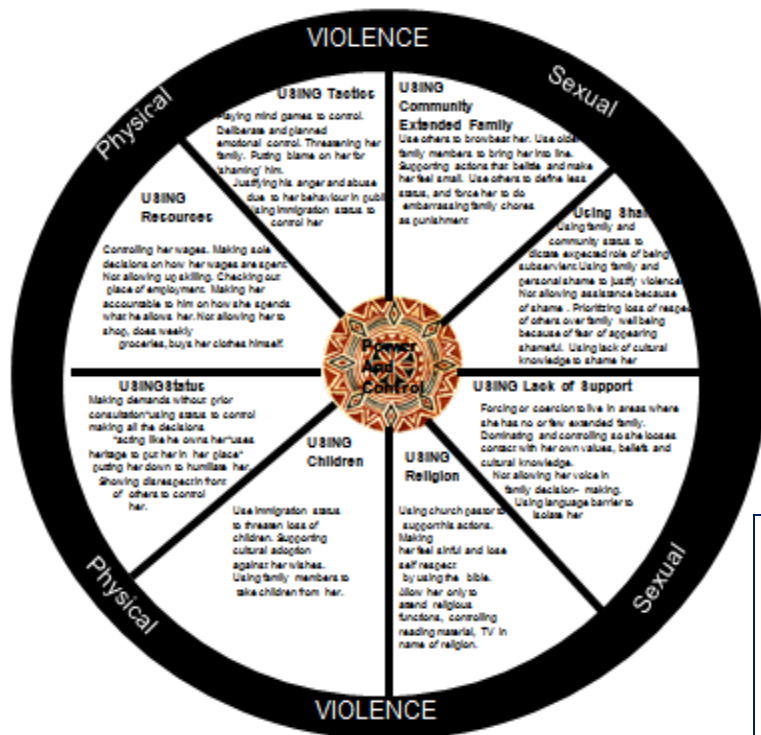 VIOLENCE
Physical
Sexual
USING Tactics
Playing mind games to control.
Deliberate and planned
emotional control. Threatening her
family. Putting blame on her for
'shaming' him.
Justifying his anger and abuse
due to her behaviour in publi
Using immigration status to
control her
USING
Community
Extended Family
Use others to browbeat her. Use older
family members to bring her into line.
Supporting actions that belittle and make
her feel small. Use others to define less
status, and force her to do
embarrassing family chores
as punishment
Using Sham
Using family and
community status to
dictate expected role of being
subservient Using family and
personal shame to justify violence
Not allowing assistance because
of shame . Prioritizing loss of respec
of others over family well being
because of fear of appearing
shameful. Using lack of cultural
knowledge to shame her
USING Lack of Support
Forcing or coercion to live in areas where
she has no or few extended family.
Dominating and controlling so she looses
contact with her own values, beliefs and
cultural knowledge.
Not allowing her voice in
family decision- making.
Using language barrier to
isolate her
USING
Religion
Using church pastor to
support his actions.
Making
her feel sinful and lose
self respect
by using the bible.
Allow her only to
attend religious
functions, controlling
reading material, TV in
name of religion.
USING
Children
Use immigration status
to threaten loss of
children. Supporting
cultural adoption
against her wishes.
Using family members to
take children from her.
USINGStatus
Making demands without prior
consultation"using status to control
making all the decisions
"acting like he owns her"uses
heritage to put her in her place"
putting her down to humiliate her.
Showing disrespect in front
of others to control
her.
USING
Resources
Controlling her wages. Making sole
decisions on how her wages are spent.
Not allowing up skilling. Checking out
place of employment. Making her
accountable to him on how she spends
what he allows her. Not allowing her to
shop, does weekly
groceries, buys her clothes himself.
Power
And
Control
Physical
Sexual
VIOLENCE